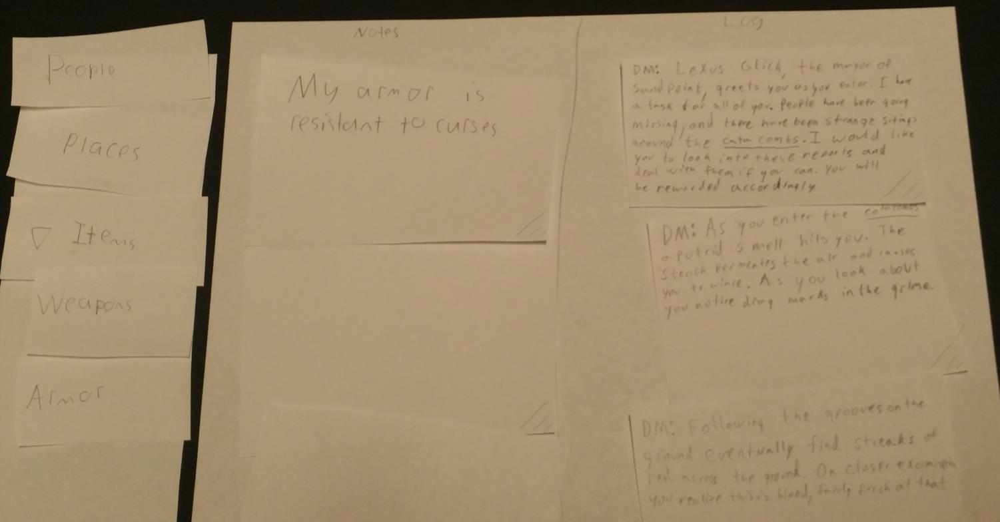 People
Places
▽ Items
Weapons
Armor
Notes
My armor is
resistant to curses
Log
DM: Lexus Glick, the mayor of
Sandpoint, greets you as you enter. I have
a task for all of you. People have been going
missing, and there have been strange sitings
around the catacombs. I would like
you to look into these reports and
deal with them if you can. You will
be rewarded accordingly
DM: As you enter the catacombs
a putrid smell hits you. The
stench permeates the air and causes
you to wince. As you look about
you notice drag marks in the grime.
DM: Following the grooves on the
ground eventually find streaks of
red across the ground. On closer examination
you realize this is blood, fairly fresh at that